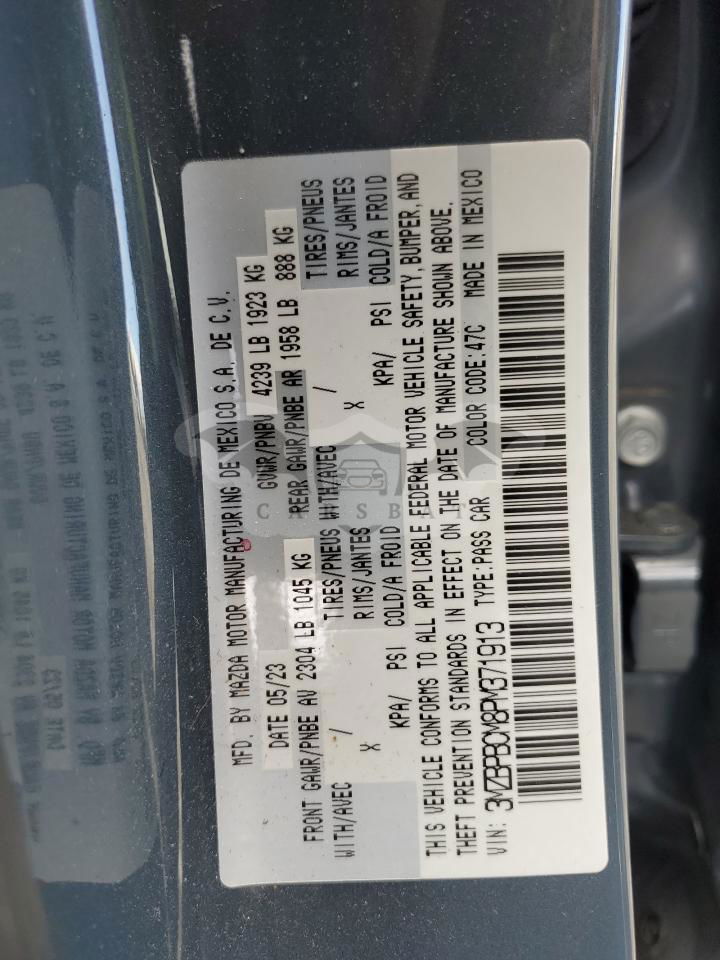 MFD. BY MAZDA MOTOR MANUFACTURING DE MEXICO S.A. DE C.V.
DATE 05/23 GVWR/PNBV 4239 LB 1923 KG
FRONT GAWR/PNBE AV 2304 LB 1045 KG REAR GAWR/PNBE AR 1958 LB 888 KG
WITH/AVEC / TIRES/PNEUS WITH/AVEC / TIRES/PNEUS
X RIMS/JANTES X RIMS/JANTES
KPA/ PSI COLD/A FROID KPA/ PSI COLD/A FROID
THIS VEHICLE CONFORMS TO ALL APPLICABLE FEDERAL MOTOR VEHICLE SAFETY, BUMPER, AND
THEFT PREVENTION STANDARDS IN EFFECT ON THE DATE OF MANUFACTURE SHOWN ABOVE.
VIN: 3MZBPBCM8PM371913 TYPE:PASS CAR COLOR CODE:47C MADE IN MEXICO
CARSBAT